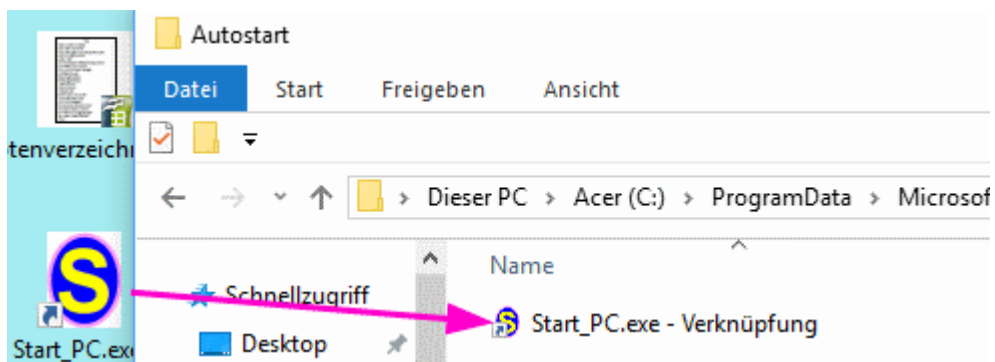 Autostart
Datei Start Freigeben Ansicht
tenverzeichn
Dieser PC > Acer (C:) > ProgramData > Microsof
Name
Schnellzugriff
Start_PC.exe - Verknüpfung
Desktop
Start_PC.exe